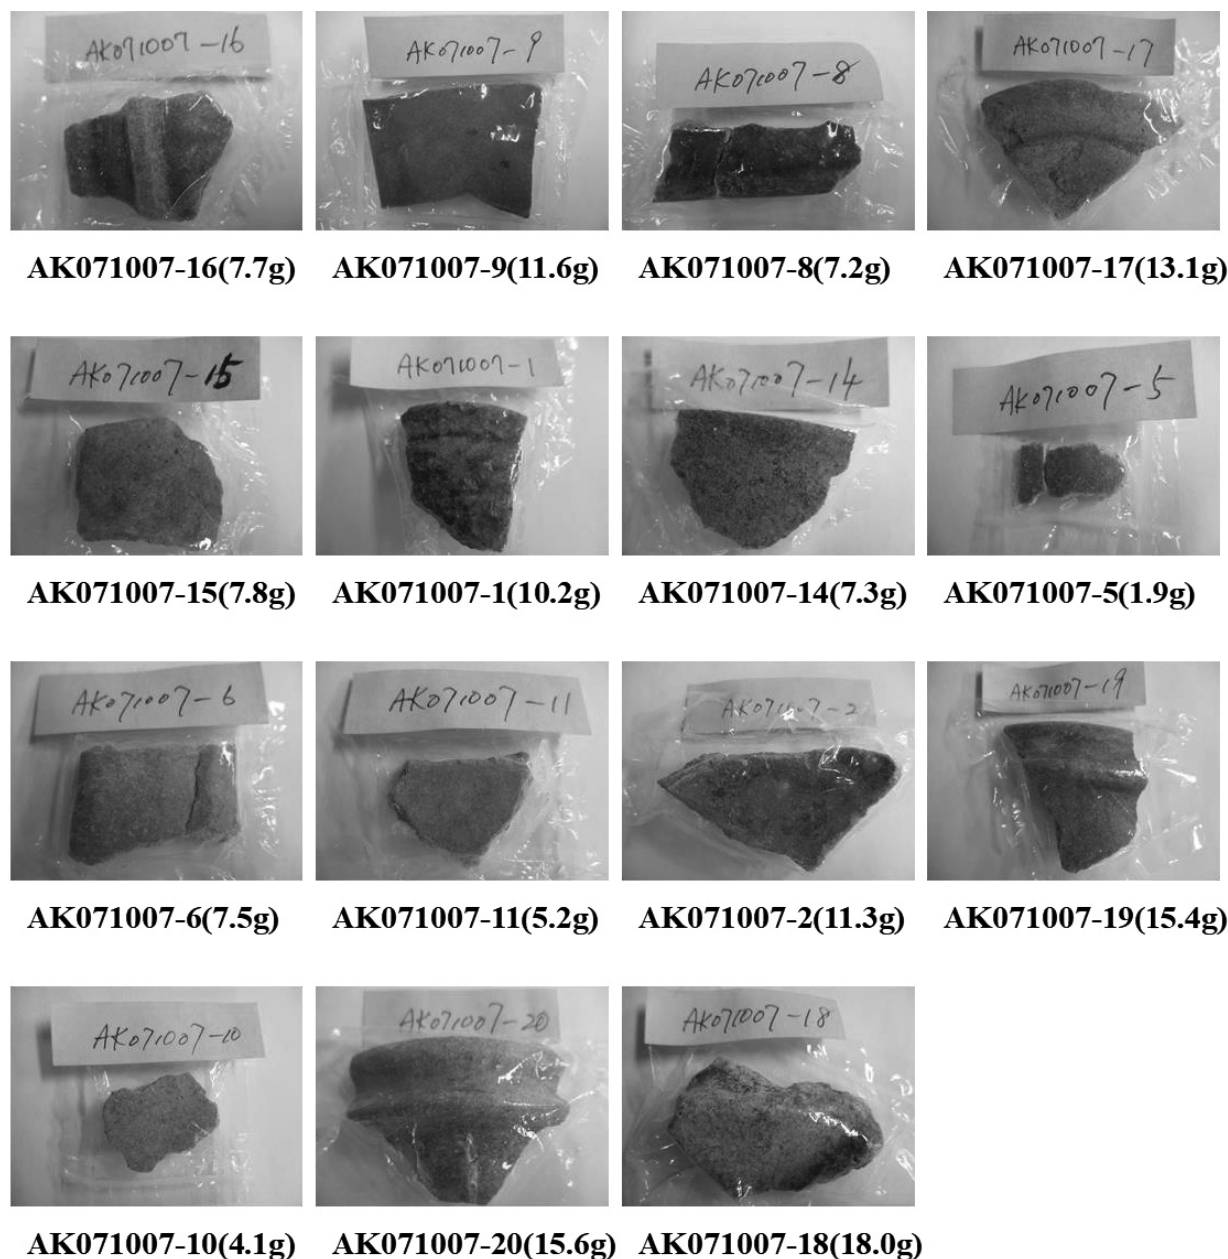 AK071007-16
AK071007-9
AK071007-8
AK071007-17
AK071007-16(7.7g)
AK071007-9(11.6g)
AK071007-8(7.2g)
AK071007-17(13.1g)
AK071007-15
AK071007-1
AK071007-14
AK071007-5
AK071007-15(7.8g)
AK071007-1(10.2g)
AK071007-14(7.3g)
AK071007-5(1.9g)
AK071007-6
AK071007-11
AK071007-2
AK071007-19
AK071007-6(7.5g)
AK071007-11(5.2g)
AK071007-2(11.3g)
AK071007-19(15.4g)
AK071007-10
AK071007-20
AK071007-18
AK071007-10(4.1g)
AK071007-20(15.6g)
AK071007-18(18.0g)